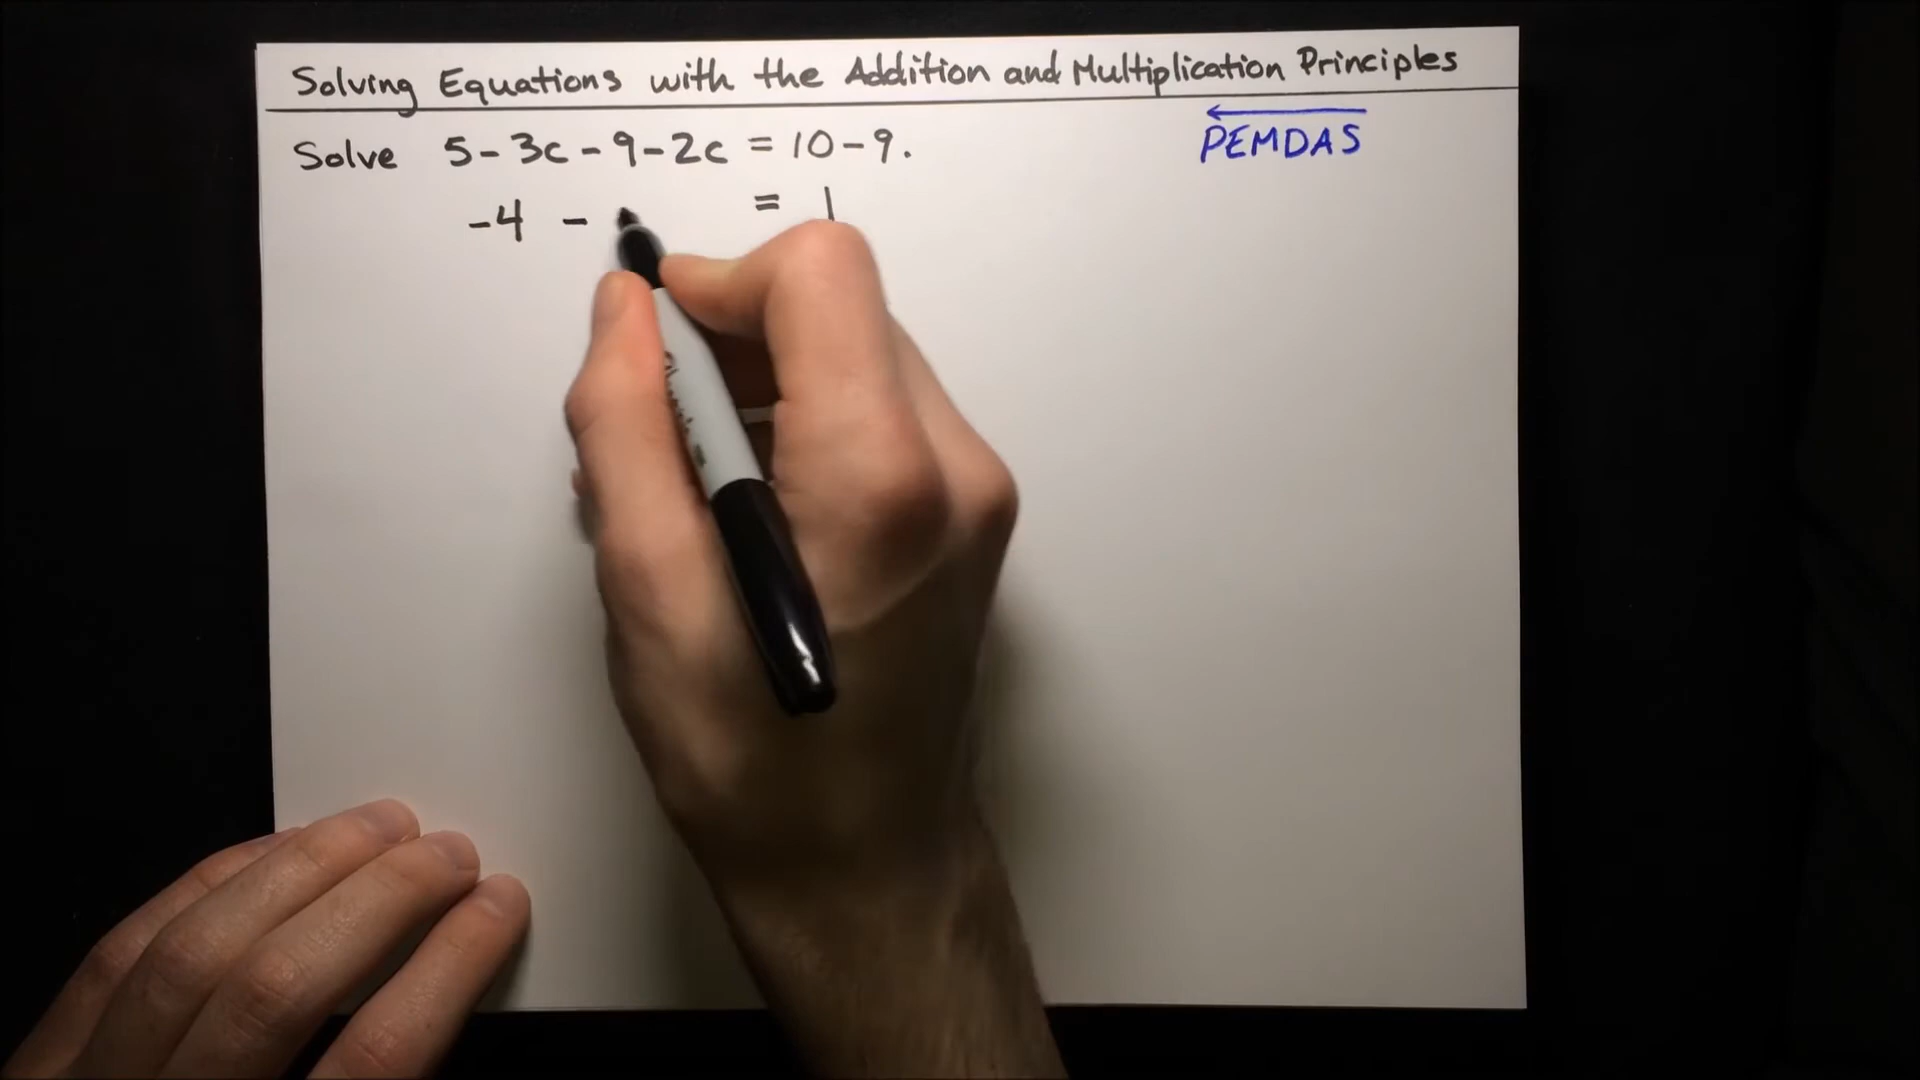 Solving Equations with the Addition and Multiplication Principles
PEMDAS
Solve 5-3c-9-2c = 10-9.
-4 - = 1